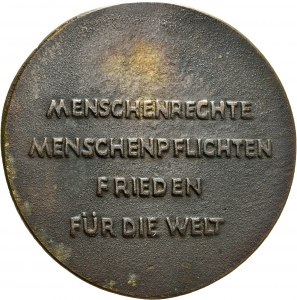 MENSCHENRECHTE
MENSCHENPFLICHTEN
FRIEDEN
FÜR DIE WELT